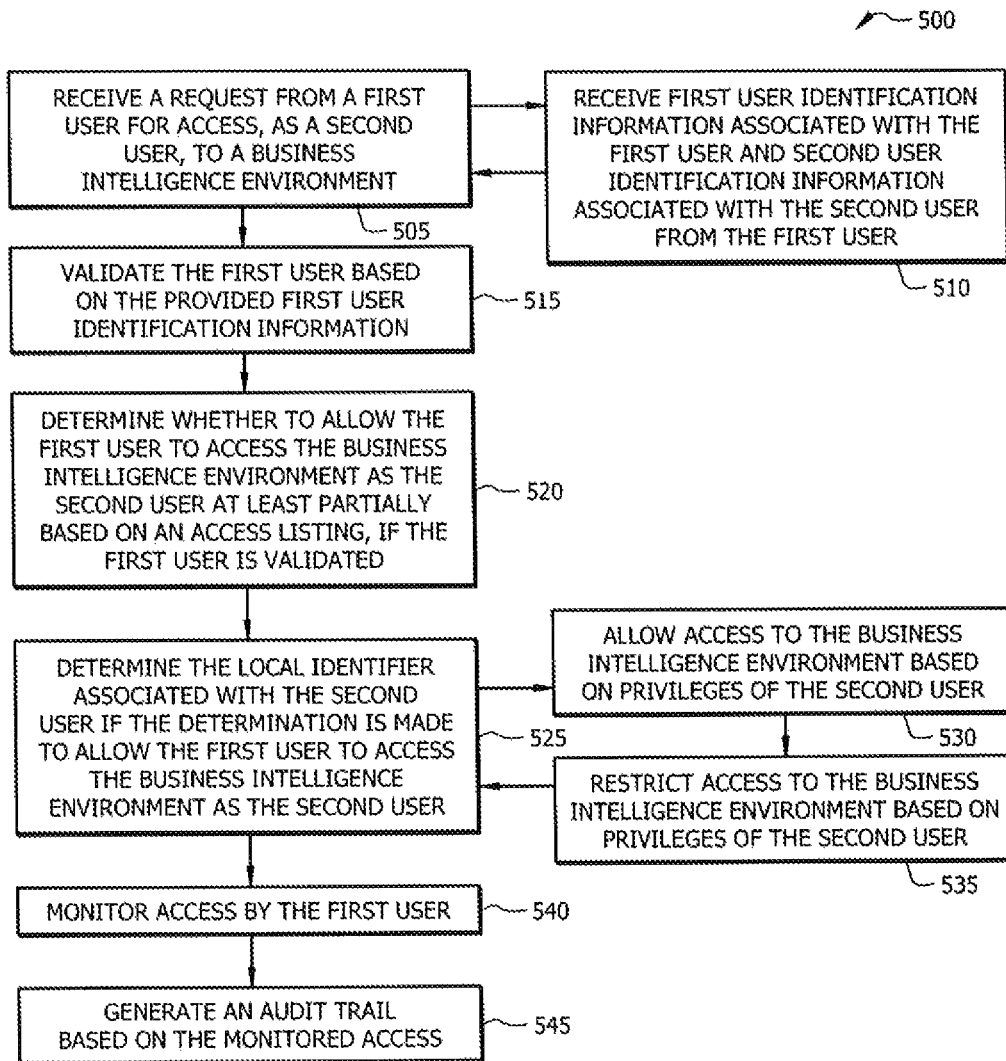 500
RECEIVE A REQUEST FROM A FIRST
USER FOR ACCESS, AS A SECOND
USER, TO A BUSINESS
INTELLIGENCE ENVIRONMENT
505
RECEIVE FIRST USER IDENTIFICATION
INFORMATION ASSOCIATED WITH THE
FIRST USER AND SECOND USER
IDENTIFICATION INFORMATION
ASSOCIATED WITH THE SECOND USER
FROM THE FIRST USER
510
VALIDATE THE FIRST USER BASED
ON THE PROVIDED FIRST USER
IDENTIFICATION INFORMATION
515
DETERMINE WHETHER TO ALLOW THE
FIRST USER TO ACCESS THE BUSINESS
INTELLIGENCE ENVIRONMENT AS THE
SECOND USER AT LEAST PARTIALLY
BASED ON AN ACCESS LISTING, IF THE
FIRST USER IS VALIDATED
520
DETERMINE THE LOCAL IDENTIFIER
ASSOCIATED WITH THE SECOND
USER IF THE DETERMINATION IS MADE
TO ALLOW THE FIRST USER TO ACCESS
THE BUSINESS INTELLIGENCE
ENVIRONMENT AS THE SECOND USER
525
ALLOW ACCESS TO THE BUSINESS
INTELLIGENCE ENVIRONMENT BASED
ON PRIVILEGES OF THE SECOND USER
530
RESTRICT ACCESS TO THE BUSINESS
INTELLIGENCE ENVIRONMENT BASED ON
PRIVILEGES OF THE SECOND USER
535
MONITOR ACCESS BY THE FIRST USER
540
GENERATE AN AUDIT TRAIL
BASED ON THE MONITORED ACCESS
545